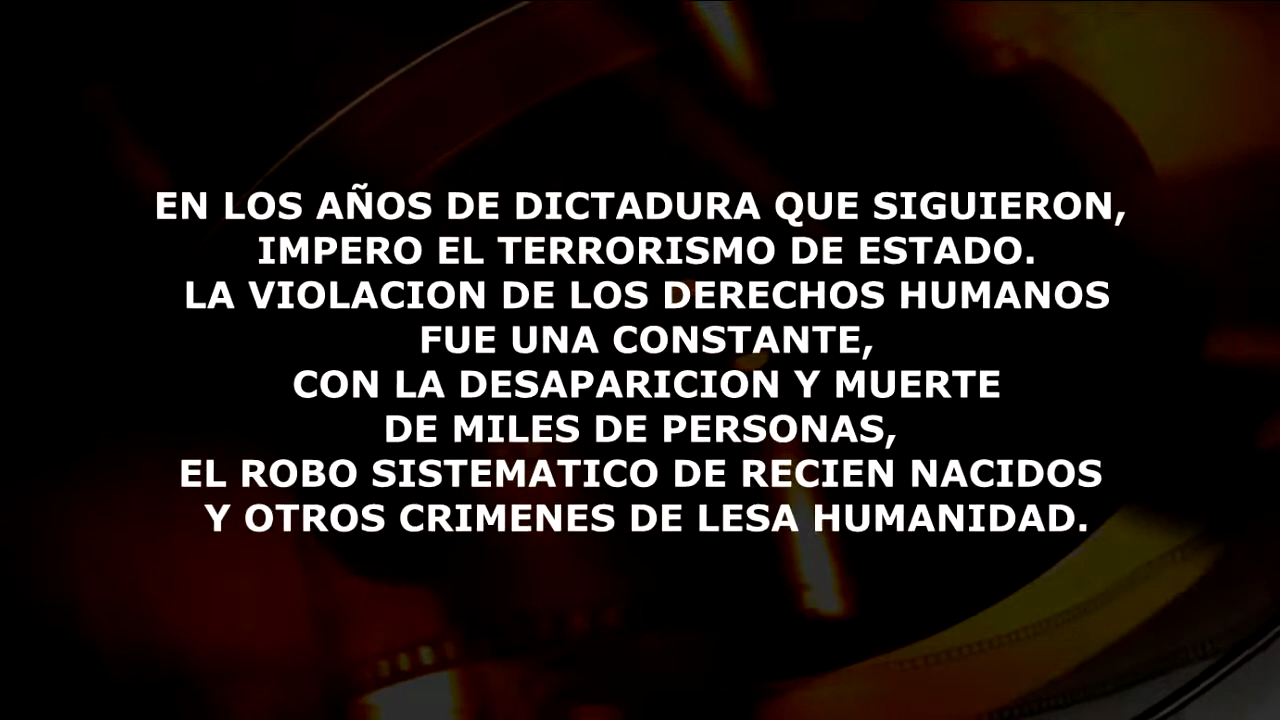 EN LOS AÑOS DE DICTADURA QUE SIGUIERON,
IMPERO EL TERRORISMO DE ESTADO.
LA VIOLACION DE LOS DERECHOS HUMANOS
FUE UNA CONSTANTE,
CON LA DESAPARICION Y MUERTE
DE MILES DE PERSONAS,
EL ROBO SISTEMATICO DE RECIEN NACIDOS
Y OTROS CRIMENES DE LESA HUMANIDAD.